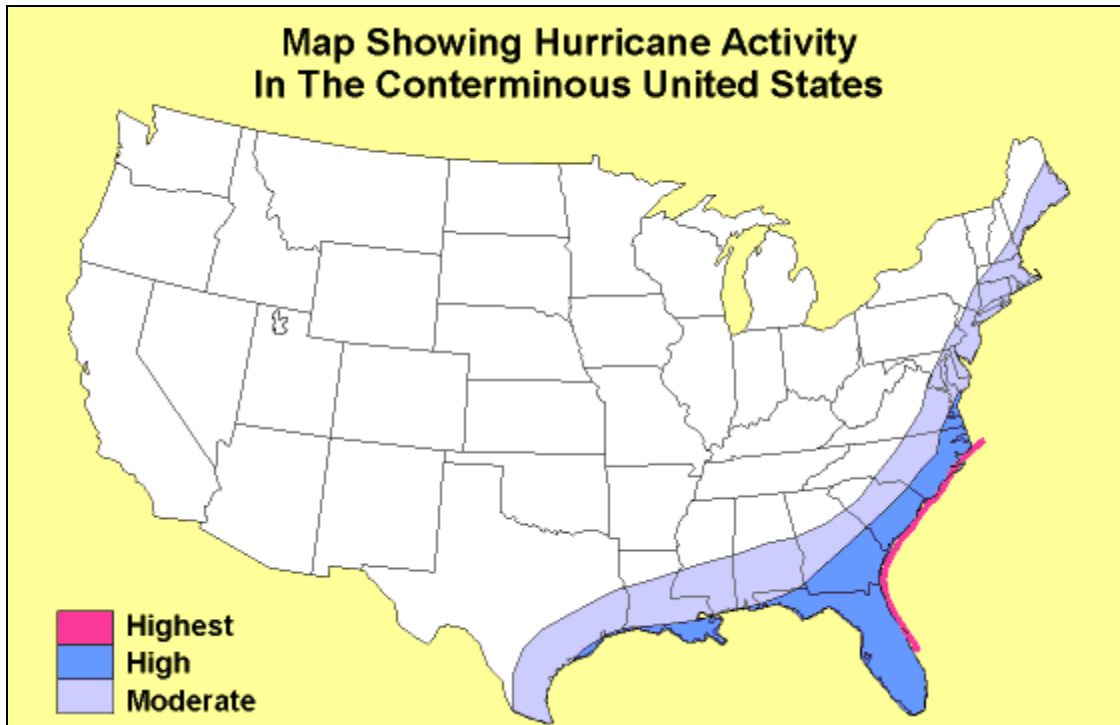 Map Showing Hurricane Activity
In The Conterminous United States
Highest
High
Moderate